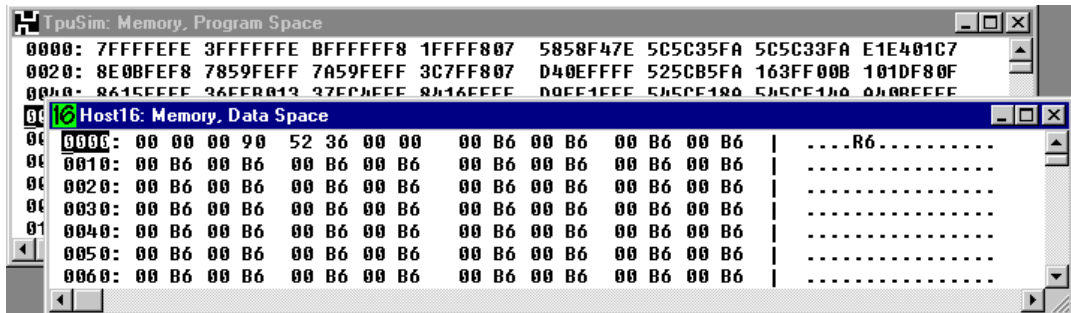 TpuSim: Memory, Program Space
0000: 7FFFFEFE 3FFFFFFE BFFFFFF8 1FFFF807 5858F47E 5C5C35FA 5C5C33FA E1E401C7
0020: 8E0BFEF8 7859FEFF 7A59FEFF 3C7FF807 D40EFFFF 525CB5FA 163FF00B 101DF80F
0040:
16 Host16: Memory, Data Space
0000: 00 00 00 90 52 36 00 00 00 B6 00 B6 00 B6 00 B6 | ....R6..........
0010: 00 B6 00 B6 00 B6 00 B6 00 B6 00 B6 00 B6 00 B6 | ................
0020: 00 B6 00 B6 00 B6 00 B6 00 B6 00 B6 00 B6 00 B6 | ................
0030: 00 B6 00 B6 00 B6 00 B6 00 B6 00 B6 00 B6 00 B6 | ................
0040: 00 B6 00 B6 00 B6 00 B6 00 B6 00 B6 00 B6 00 B6 | ................
0050: 00 B6 00 B6 00 B6 00 B6 00 B6 00 B6 00 B6 00 B6 | ................
0060: 00 B6 00 B6 00 B6 00 B6 00 B6 00 B6 00 B6 00 B6 | ................